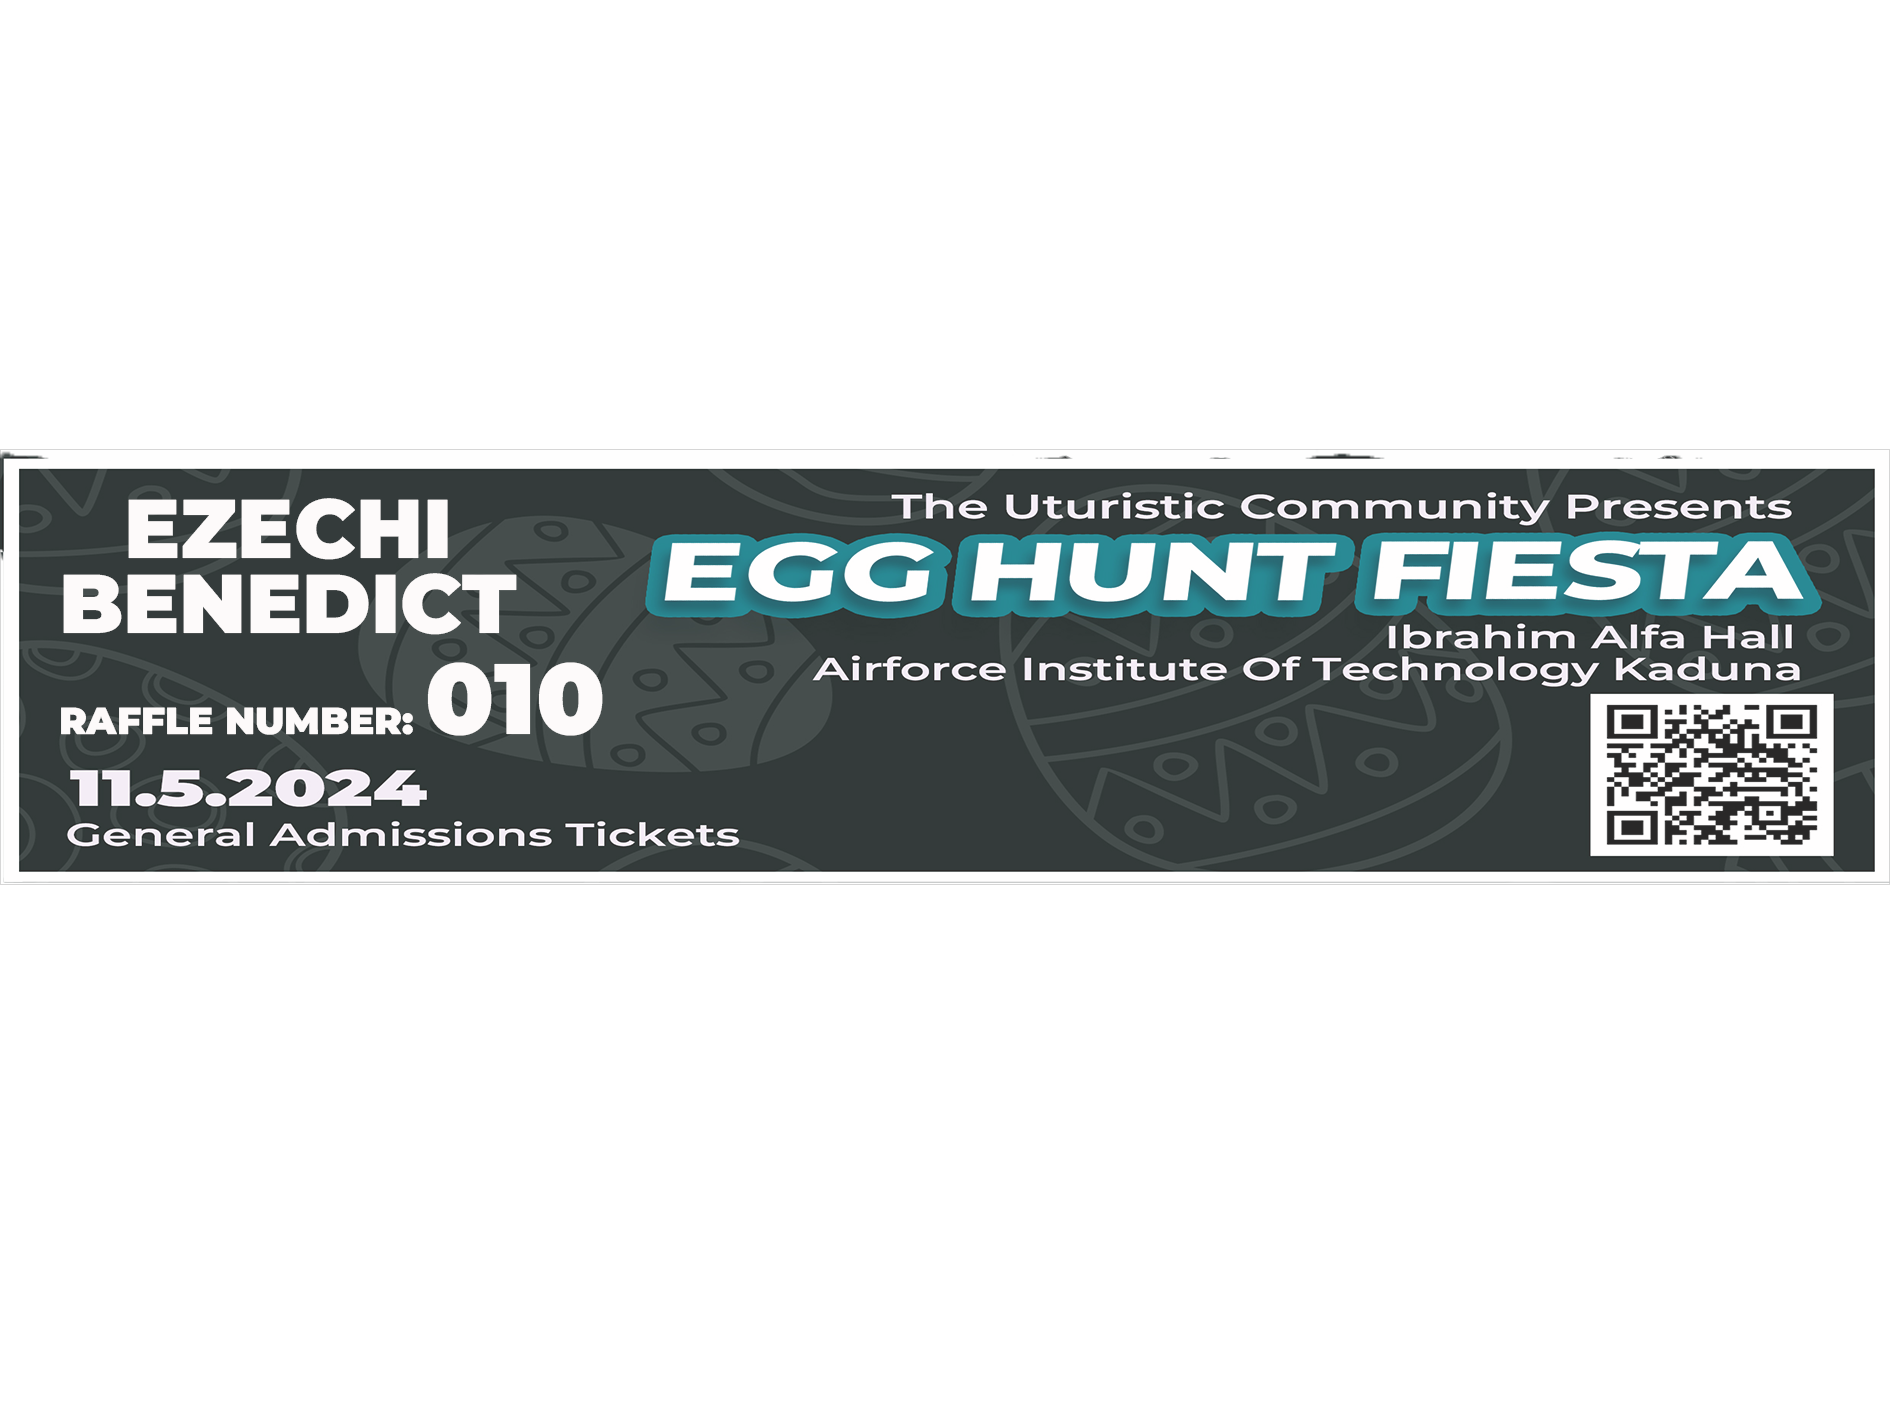 EZECHI
BENEDICT
RAFFLE NUMBER: 010
11.5.2024
General Admissions Tickets
The Uturistic Community Presents
EGG HUNT FIESTA
Ibrahim Alfa Hall
Airforce Institute Of Technology Kaduna